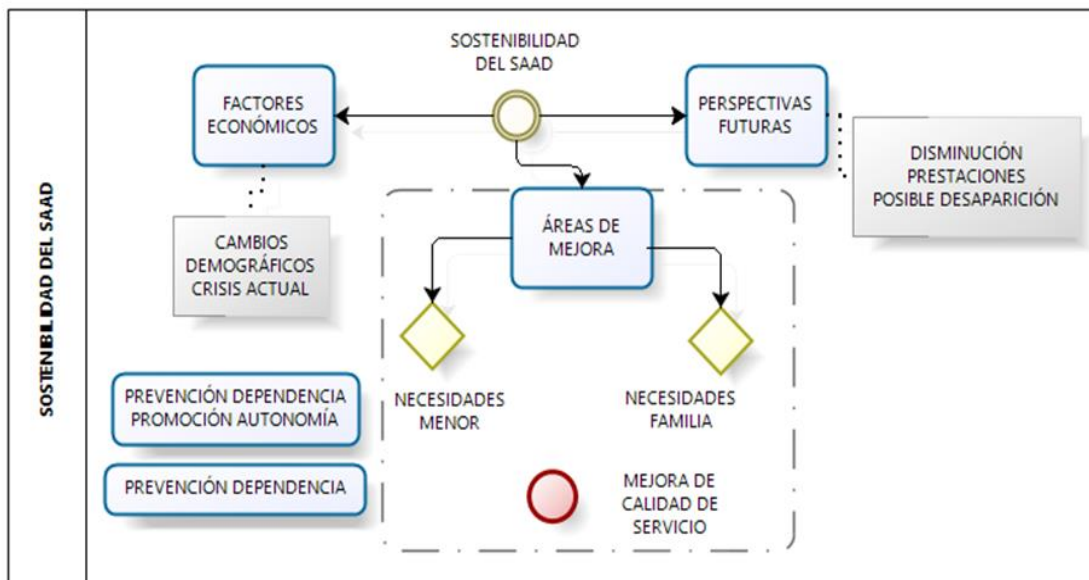 SOSTENIBILIDAD DEL SAAD
SOSTENIBILIDAD
DEL SAAD
FACTORES
ECONÓMICOS
PERSPECTIVAS
FUTURAS
DISMINUCIÓN
PRESTACIONES
POSIBLE DESAPARICIÓN
CAMBIOS
DEMOGRÁFICOS
CRISIS ACTUAL
ÁREAS DE
MEJORA
NECESIDADES
MENOR
NECESIDADES
FAMILIA
PREVENCIÓN DEPENDENCIA
PROMOCIÓN AUTONOMÍA
PREVENCIÓN DEPENDENCIA
MEJORA DE
CALIDAD DE
SERVICIO